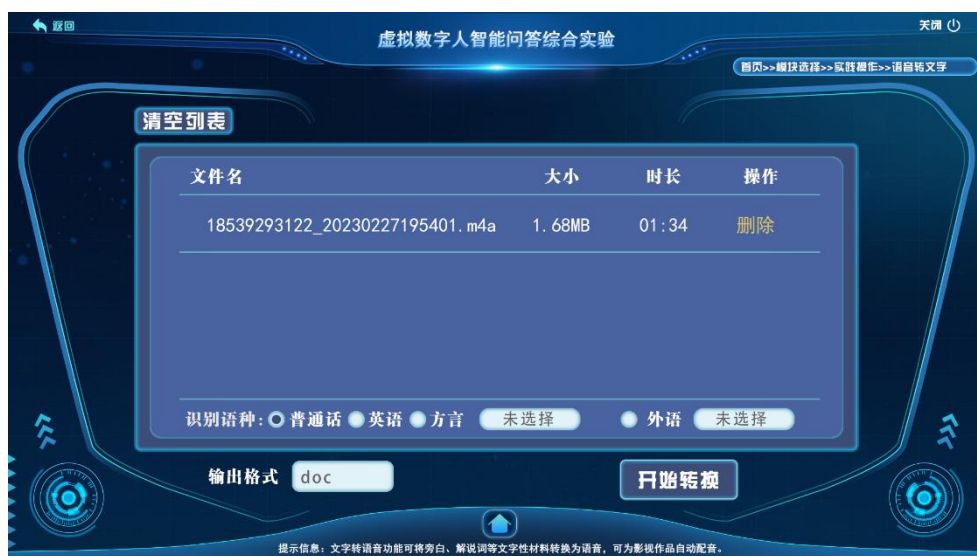 返回
虚拟数字人智能问答综合实验
关闭
首页>>模块选择>>实践操作>>语音转文字
清空列表
文件名 大小 时长 操作
18539293122_20230227195401.m4a 1.68MB 01:34 删除
识别语种: 普通话 英语 方言 未选择 外语 未选择
输出格式 doc 开始转换
提示信息：文字转语音功能可将旁白、解说词等文字性材料转换为语音，可为影视作品自动配音。